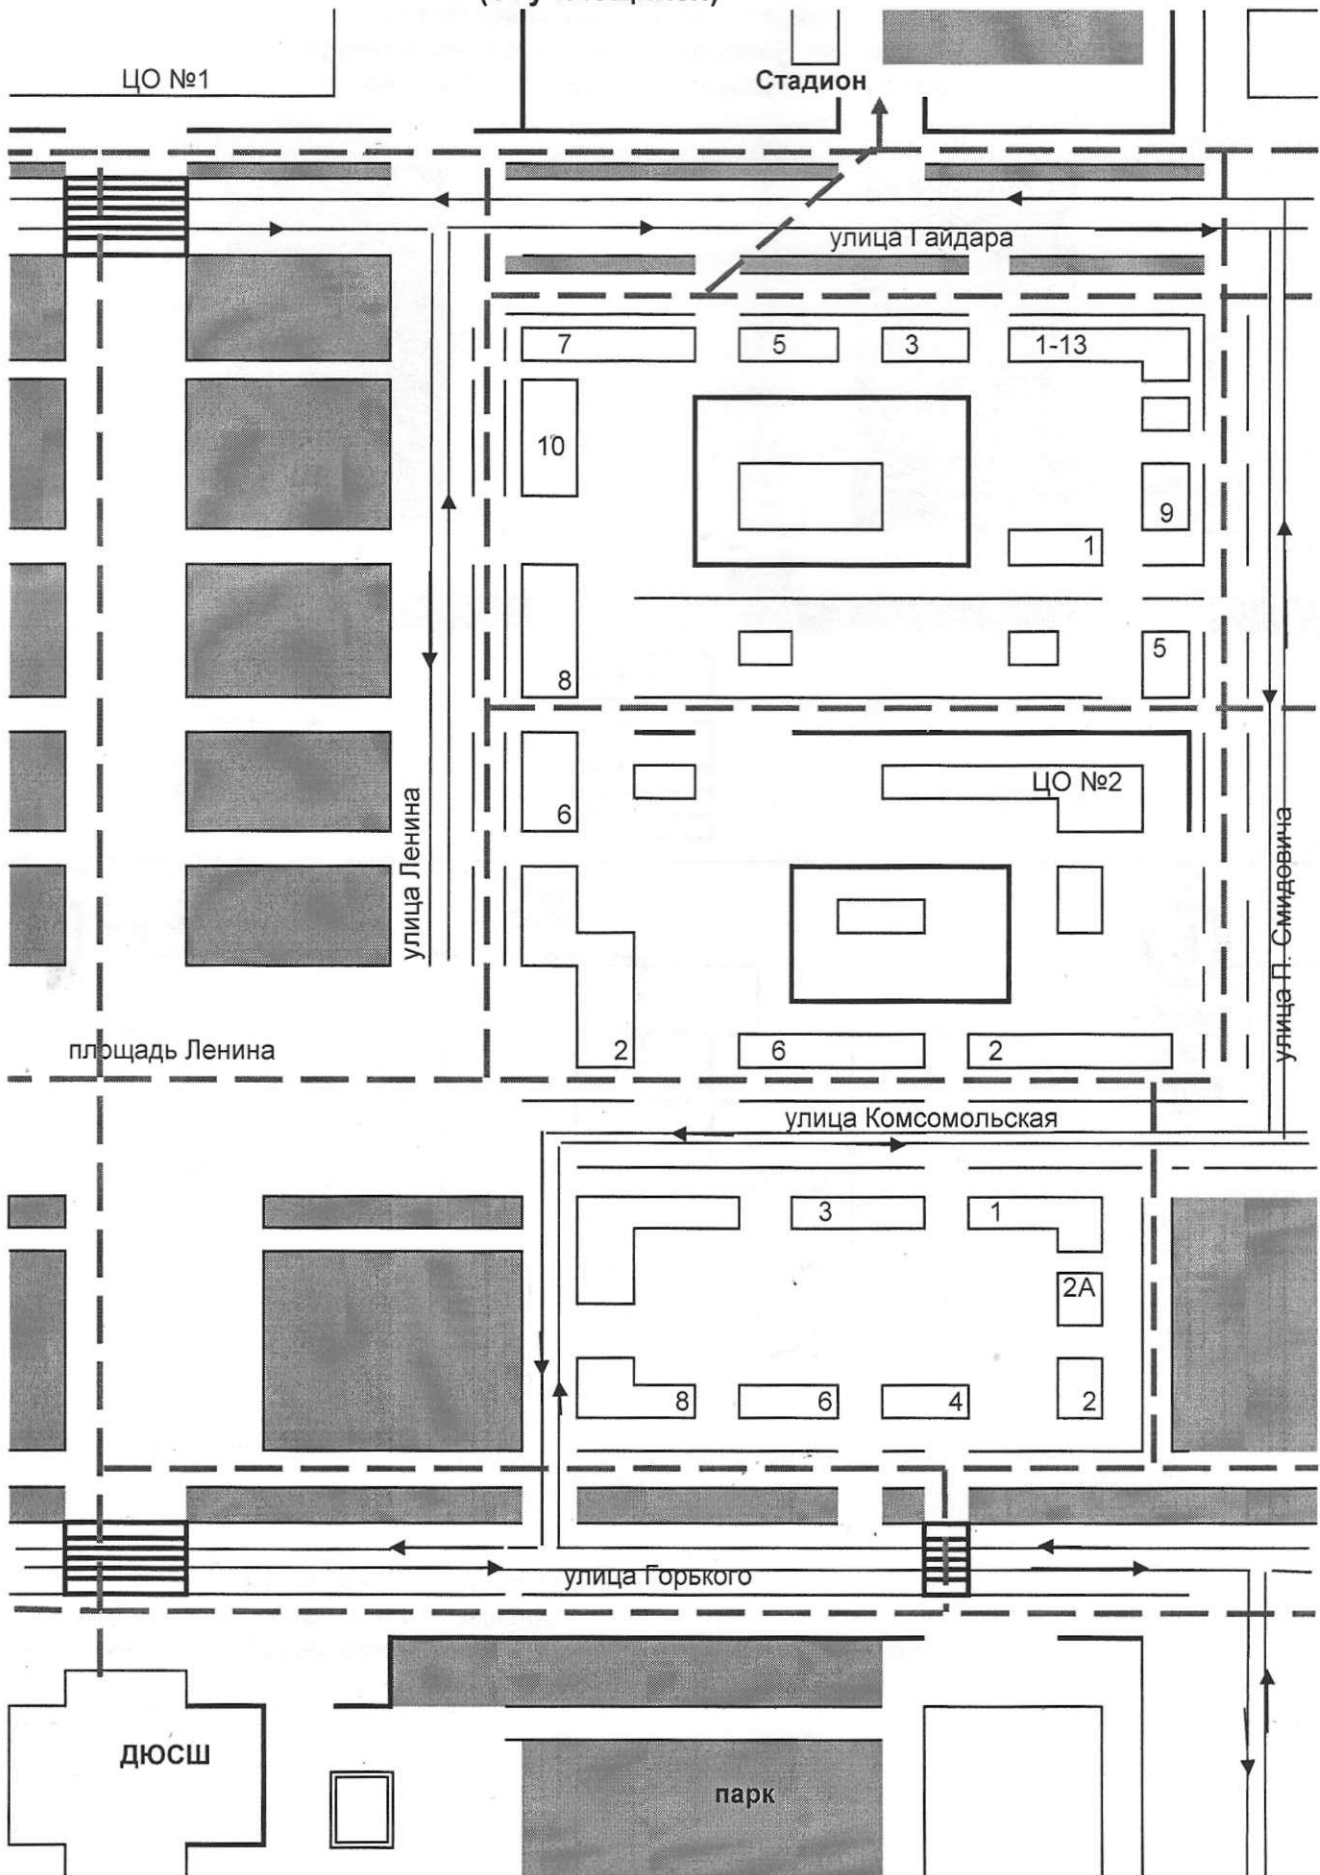 ЦО №1
Стадион
улица Гайдара
7
5
3
1-13
10
9
1
5
8
ЦО №2
6
улица Ленина
улица П. Смидовича
площадь Ленина
2
6
2
улица Комсомольская
3
1
2А
8
6
4
2
улица Горького
ДЮСШ
парк